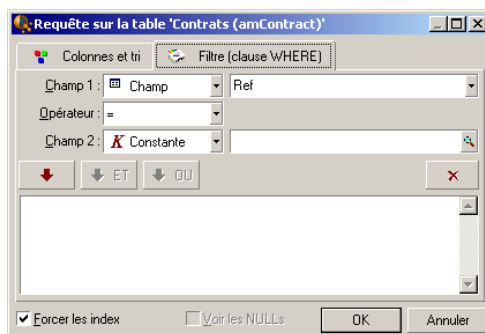 Requête sur la table 'Contrats (amContract)'
Colonnes et tri Filtre (clause WHERE)
Champ 1 : Champ Ref
Opérateur : =
Champ 2 : K Constante
ET OU
Forcer les index Voir les NULLs OK Annuler